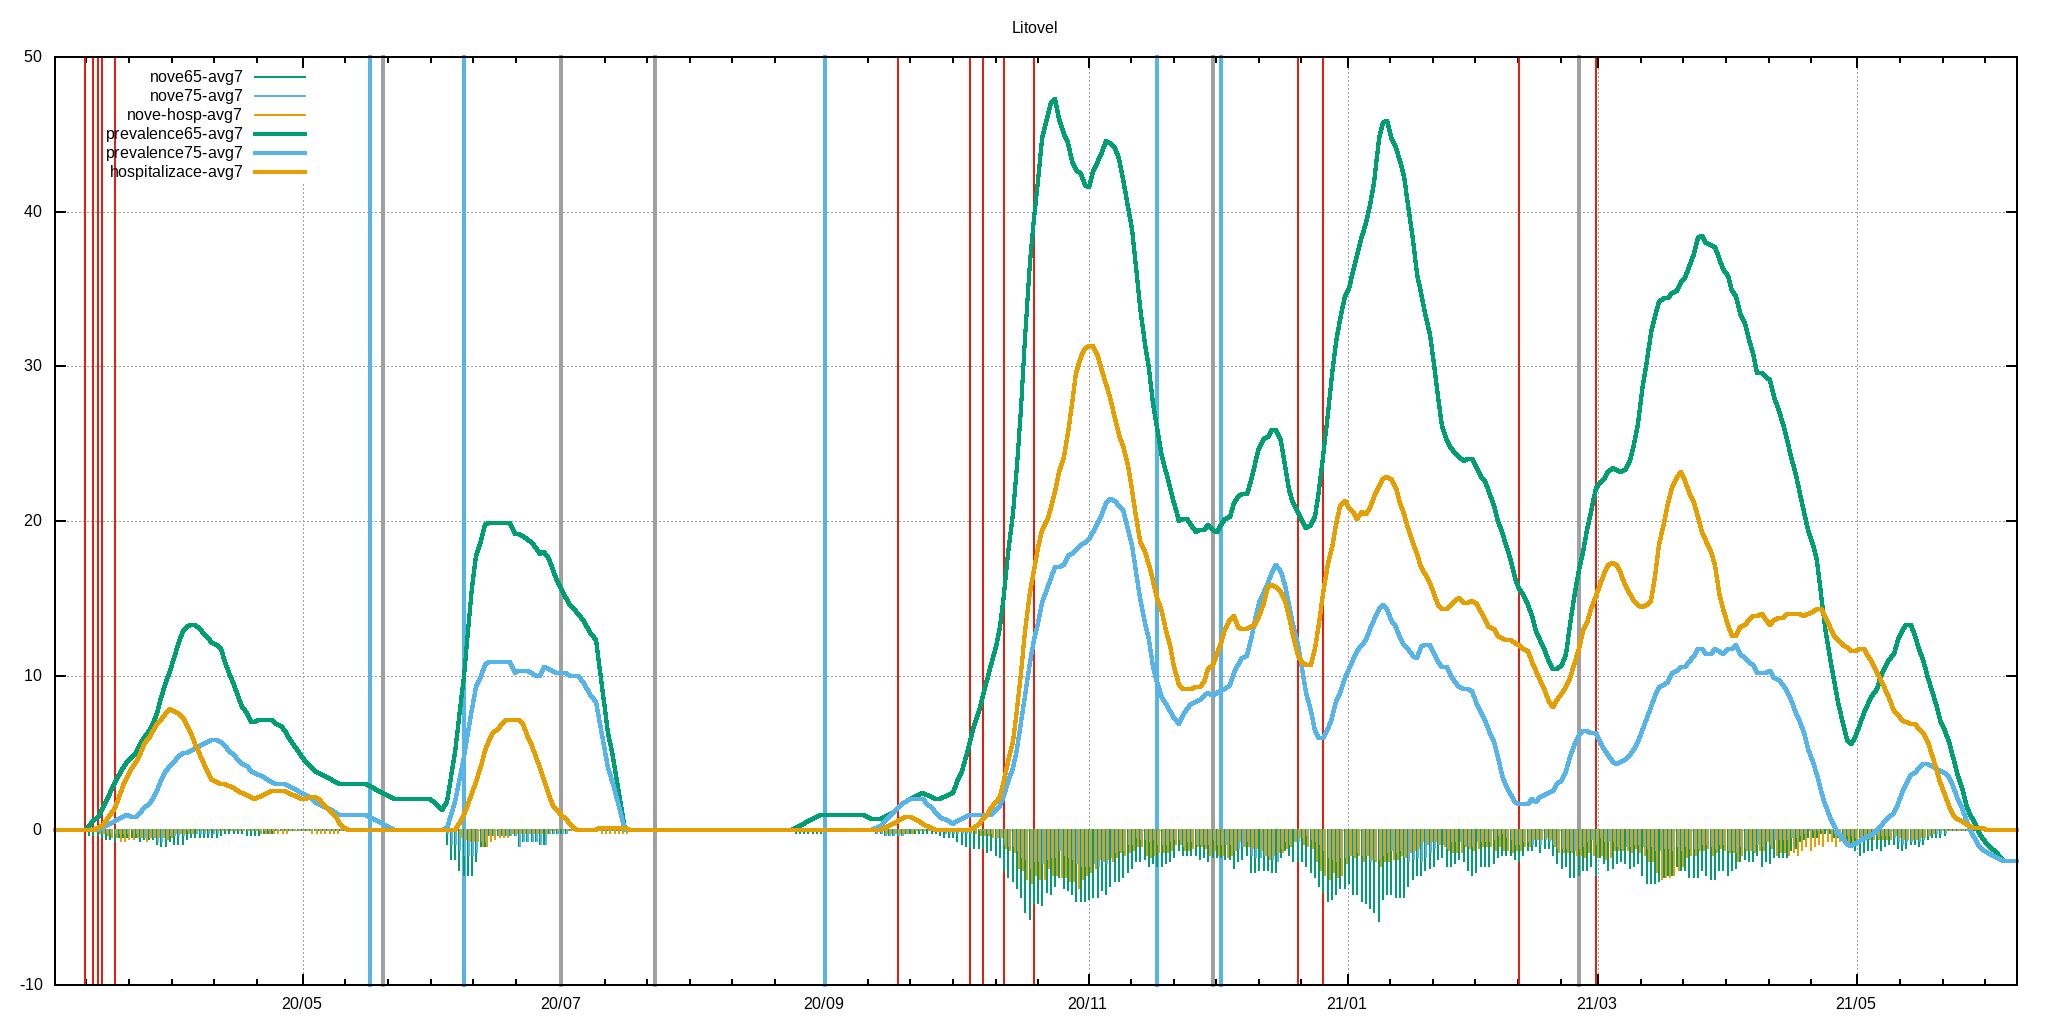 Litovel
50
nove65-avg7
nove75-avg7
nove-hosp-avg7
prevalence65-avg7
prevalence75-avg7
hospitalizace-avg7
40
30
20
10
0
-10
20/05 20/07 20/09 20/11 21/01 21/03 21/05